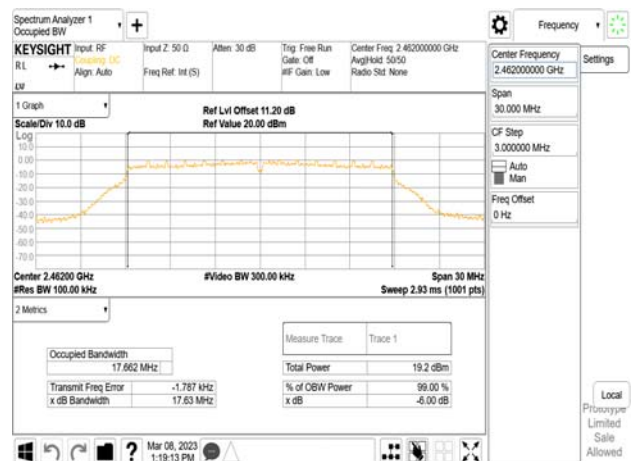 Spectrum Analyzer 1
Occupied BW
Frequency
KEYSIGHT
Input: RF
Coupling: DC
Align: Auto
Input Z: 50 Ω
Freq Ref: Int (S)
Atten: 30 dB
Trig: Free Run
Gate: Off
#IF Gain: Low
Center Freq: 2.462000000 GHz
Avg|Hold: 50/50
Radio Std: None
RL
Center Frequency
2.462000000 GHz
Settings
Span
30.000 MHz
CF Step
3.000000 MHz
Auto
Man
Freq Offset
0 Hz
1 Graph
Scale/Div 10.0 dB
Ref Lvl Offset 11.20 dB
Ref Value 20.00 dBm
Log
10.0
0.00
-10.0
-20.0
-30.0
-40.0
-50.0
-60.0
-70.0
Center 2.46200 GHz
#Res BW 100.00 kHz
#Video BW 300.00 kHz
Span 30 MHz
Sweep 2.93 ms (1001 pts)
2 Metrics
Measure Trace
Trace 1
Occupied Bandwidth
17.662 MHz
Total Power
19.2 dBm
Transmit Freq Error
-1.787 kHz
% of OBW Power
99.00 %
x dB Bandwidth
17.63 MHz
x dB
-6.00 dB
Local
Prototype
Limited
Sale
Allowed
?
Mar 08, 2023
1:19:13 PM